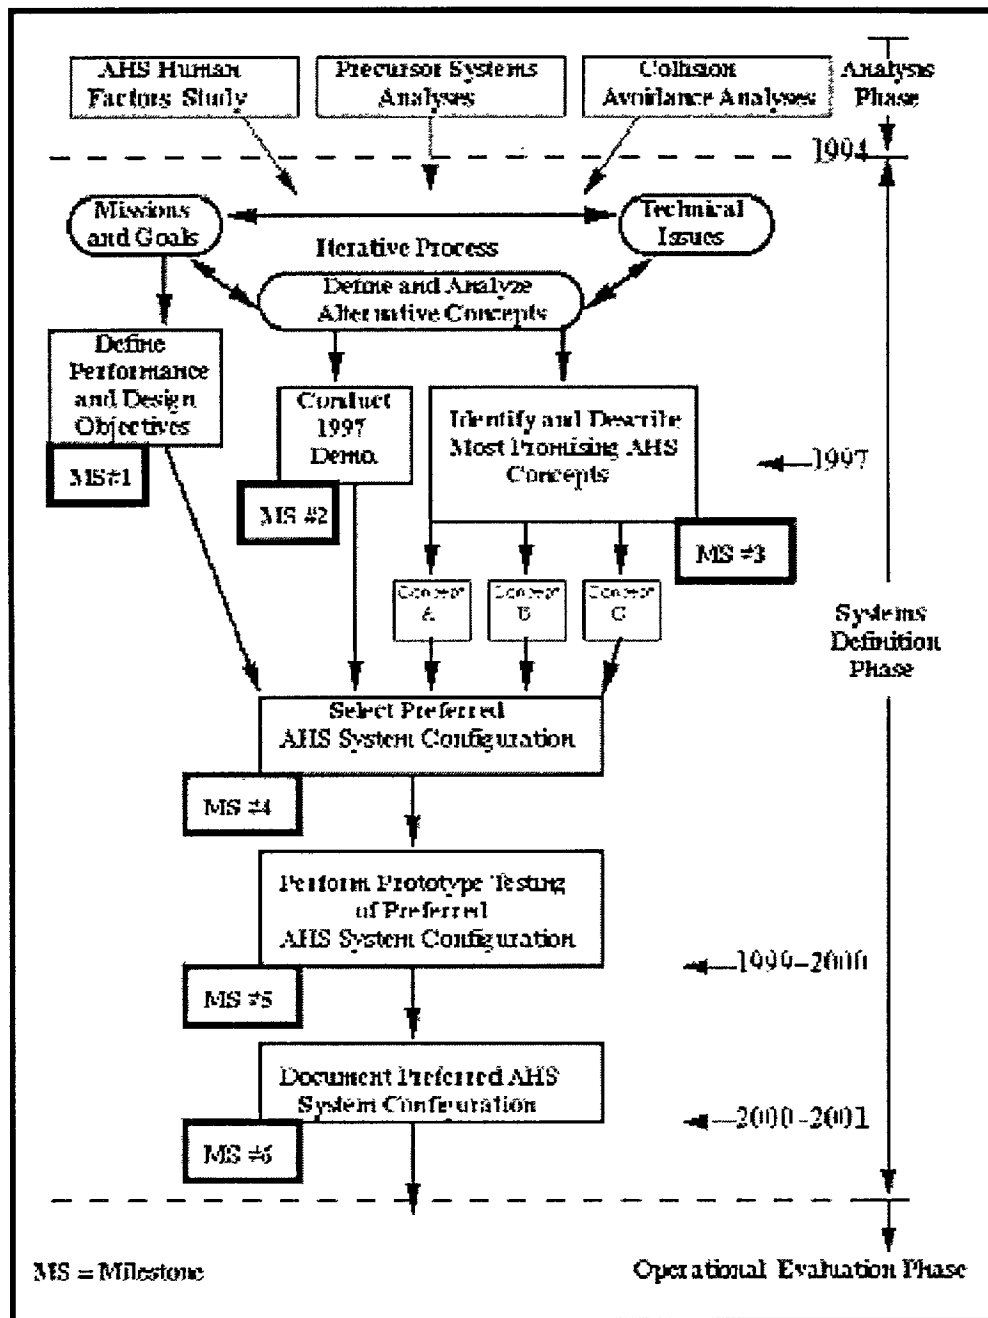 AHS Human
Factors Study
Precursor Systems
Analyses
Collision
Avoidance Analyses
Analysis
Phase
1994
Missions
and Goals
Technical
Issues
Iterative Process
Define and Analyze
Alternative Concepts
Define
Performance
and Design
Objectives
MS#1
Conduct
1997
Demo.
MS #2
Identify and Describe
Most Promising AHS
Concepts
MS #3
1997
Concept
A
Concept
B
Concept
C
Systems
Definition
Phase
Select Preferred
AHS System Configuration
MS #4
Perform Prototype Testing
of Preferred
AHS System Configuration
MS #5
1999-2000
Document Preferred AHS
System Configuration
MS #6
2000-2001
MS = Milestone
Operational Evaluation Phase